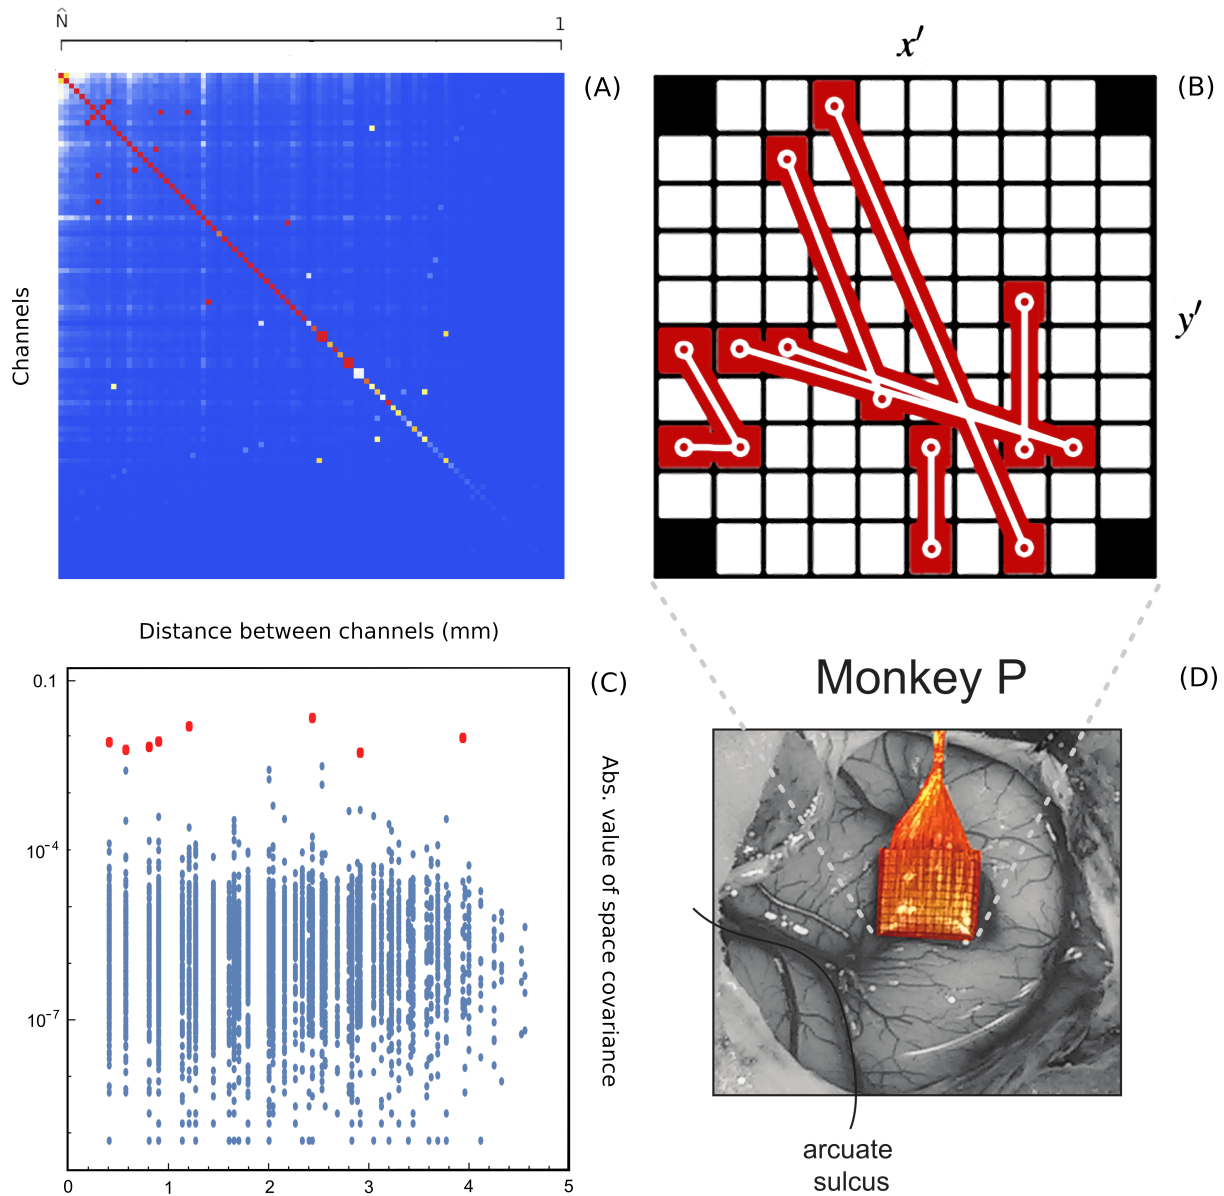 N̂ 1
(A)
Channels
x′
(B)
y′
Distance between channels (mm)
0.1
10⁻⁴
10⁻⁷
0 1 2 3 4 5
(C)
Abs. value of space covariance
Monkey P
(D)
arcuate
sulcus